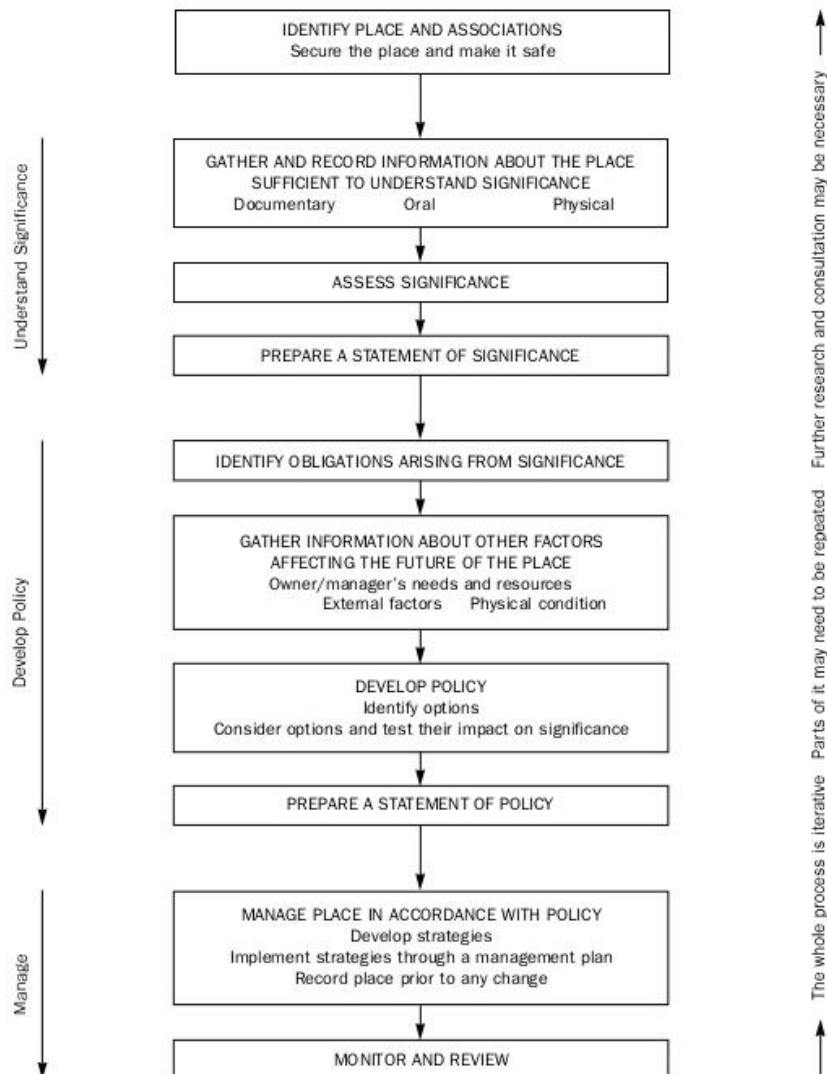 IDENTIFY PLACE AND ASSOCIATIONS
Secure the place and make it safe
GATHER AND RECORD INFORMATION ABOUT THE PLACE
SUFFICIENT TO UNDERSTAND SIGNIFICANCE
Documentary Oral Physical
ASSESS SIGNIFICANCE
PREPARE A STATEMENT OF SIGNIFICANCE
Understand Significance
IDENTIFY OBLIGATIONS ARISING FROM SIGNIFICANCE
GATHER INFORMATION ABOUT OTHER FACTORS
AFFECTING THE FUTURE OF THE PLACE
Owner/manager's needs and resources
External factors Physical condition
DEVELOP POLICY
Identify options
Consider options and test their impact on significance
PREPARE A STATEMENT OF POLICY
Develop Policy
MANAGE PLACE IN ACCORDANCE WITH POLICY
Develop strategies
Implement strategies through a management plan
Record place prior to any change
MONITOR AND REVIEW
Manage
The whole process is iterative Parts of it may need to be repeated Further research and consultation may be necessary